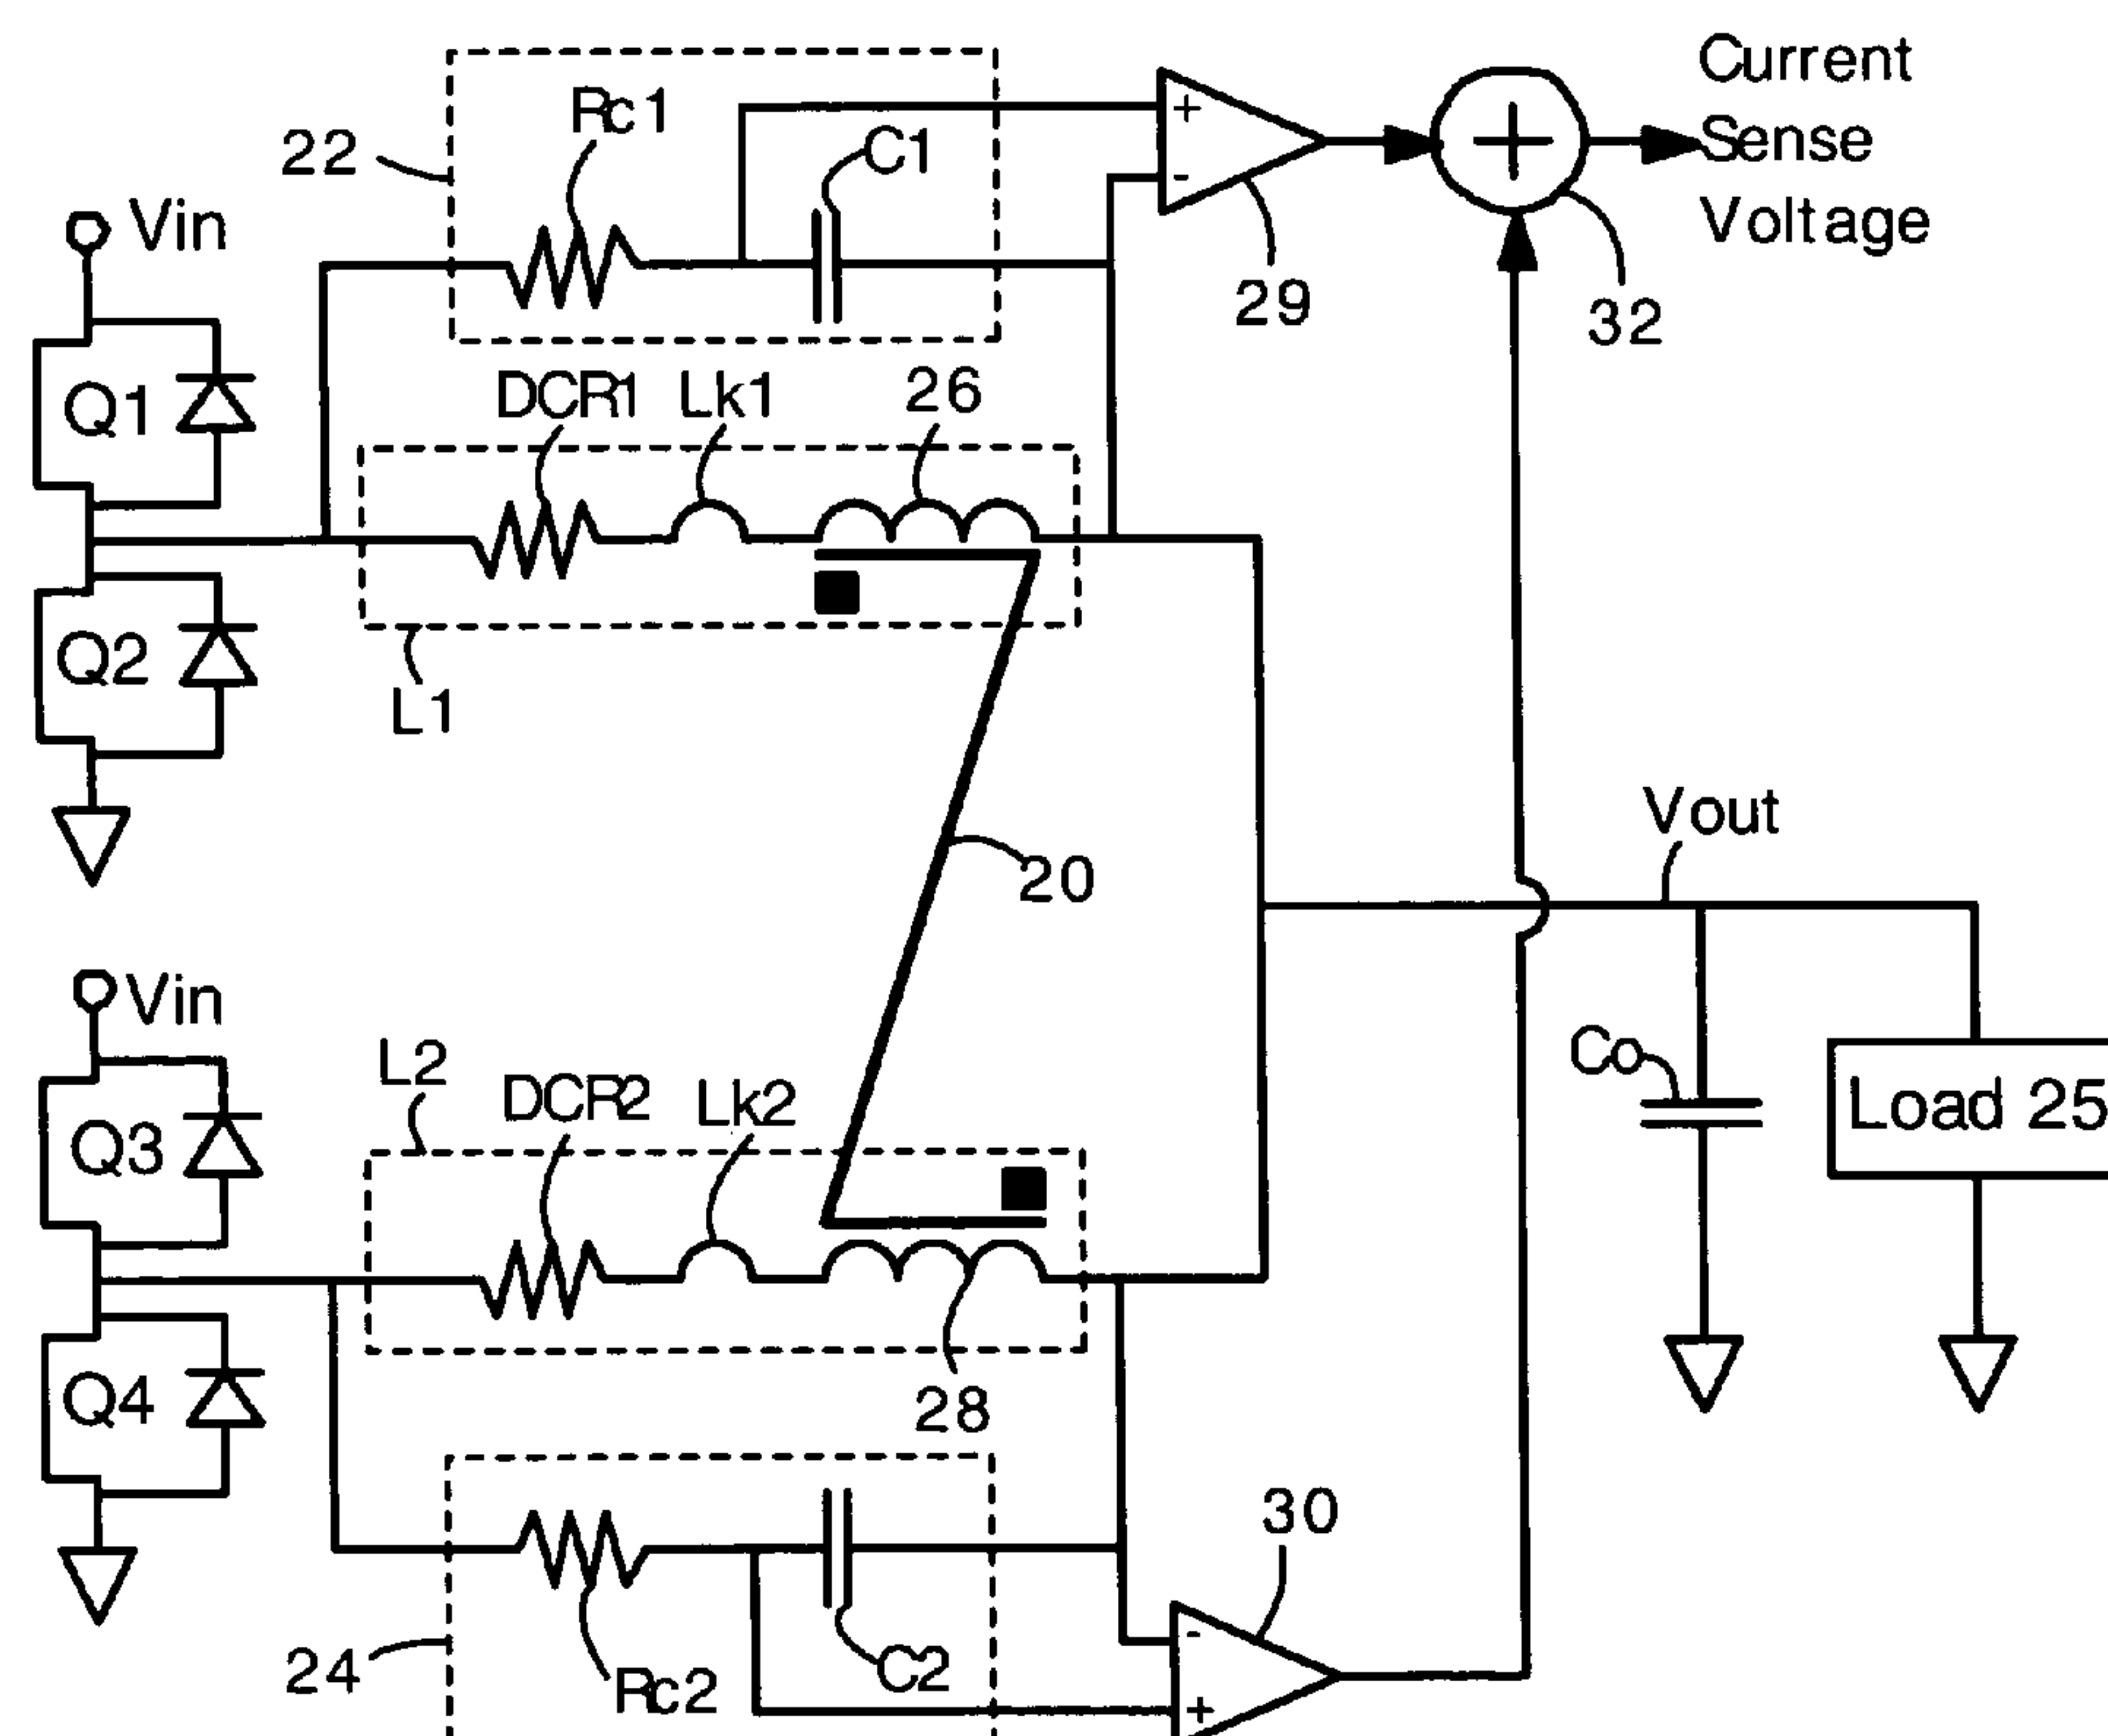 Current
Sense
Voltage
Rc1
C1
22
+
-
+
29
32
Vin
Q1
DCR1
Lk1
26
Q2
L1
20
Vout
Vin
L2
DCR2
Lk2
Co
Load 25
Q3
Q4
28
30
24
Rc2
C2
-
+